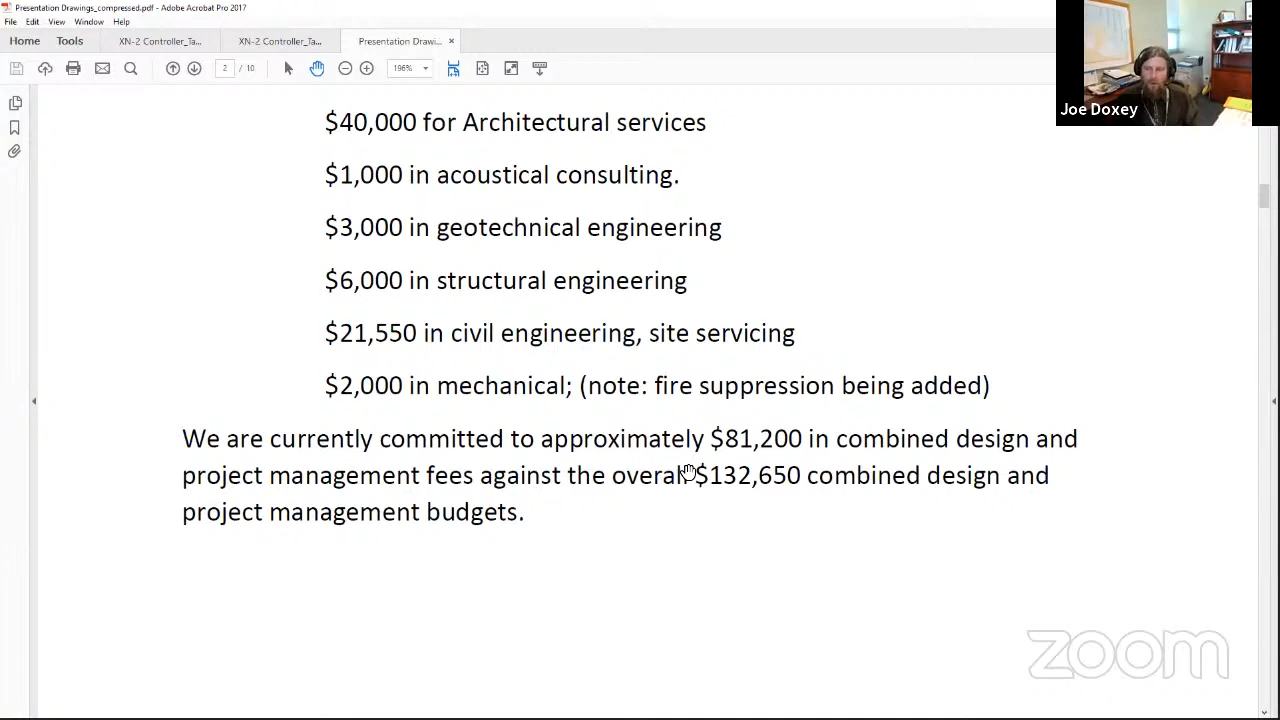 Presentation Drawings_compressed.pdf - Adobe Acrobat Pro 2017
File Edit View Window Help
Home Tools XN-2 Controller_Ta... XN-2 Controller_Ta... Presentation Drawi... ×
2 / 10 196%
Joe Doxey
$40,000 for Architectural services
$1,000 in acoustical consulting.
$3,000 in geotechnical engineering
$6,000 in structural engineering
$21,550 in civil engineering, site servicing
$2,000 in mechanical; (note: fire suppression being added)
We are currently committed to approximately $81,200 in combined design and
project management fees against the overall $132,650 combined design and
project management budgets.
zoom